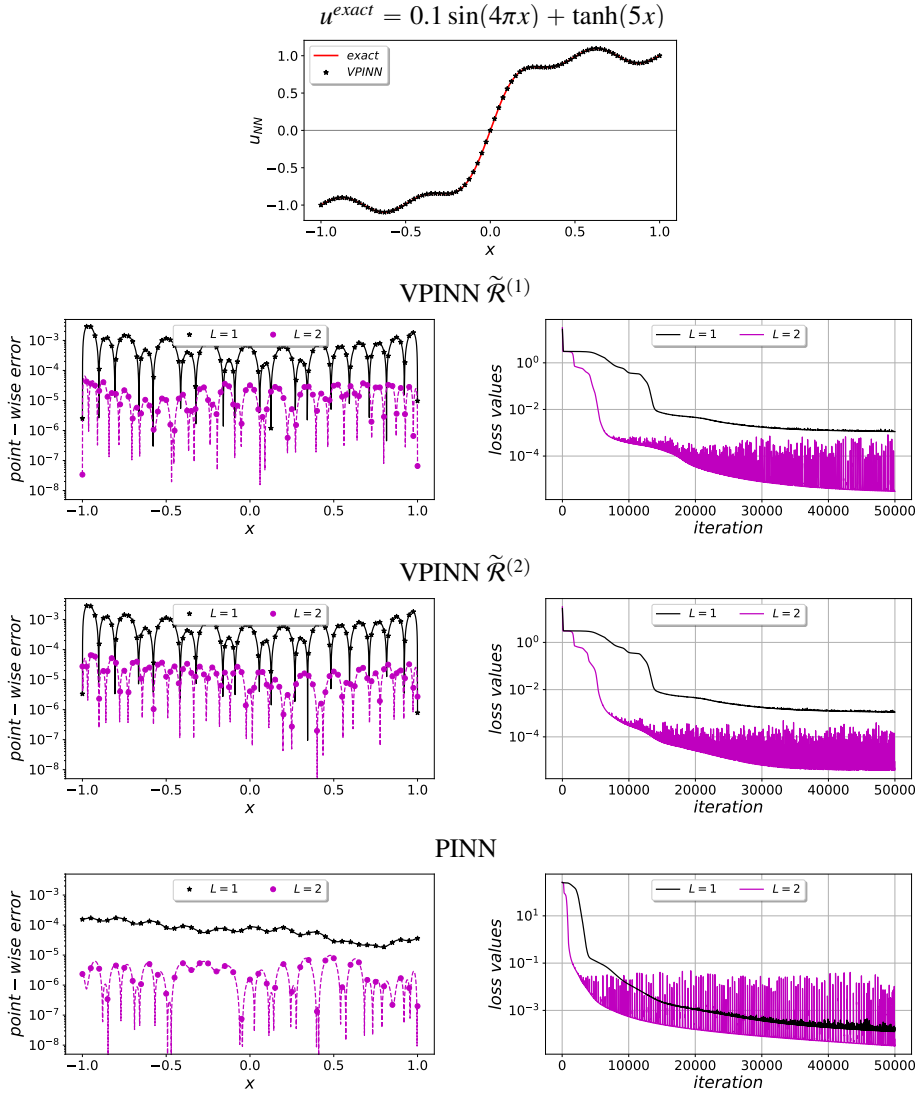 u^{exact} = 0.1 sin(4πx) + tanh(5x)
exact
VPINN
1.0
0.5
0.0
−0.5
−1.0
u_{NN}
−1.0 −0.5 0.0 0.5 1.0
x
VPINN R̃^{(1)}
L = 1 L = 2
10^{−3}
10^{−4}
10^{−5}
10^{−6}
10^{−7}
10^{−8}
point − wise error
−1.0 −0.5 0.0 0.5 1.0
x
L = 1 L = 2
10^{0}
10^{−2}
10^{−4}
loss values
0 10000 20000 30000 40000 50000
iteration
VPINN R̃^{(2)}
L = 1 L = 2
10^{−3}
10^{−4}
10^{−5}
10^{−6}
10^{−7}
10^{−8}
point − wise error
−1.0 −0.5 0.0 0.5 1.0
x
L = 1 L = 2
10^{0}
10^{−2}
10^{−4}
loss values
0 10000 20000 30000 40000 50000
iteration
PINN
L = 1 L = 2
10^{−3}
10^{−4}
10^{−5}
10^{−6}
10^{−7}
10^{−8}
point − wise error
−1.0 −0.5 0.0 0.5 1.0
x
L = 1 L = 2
10^{1}
10^{−1}
10^{−3}
loss values
0 10000 20000 30000 40000 50000
iteration